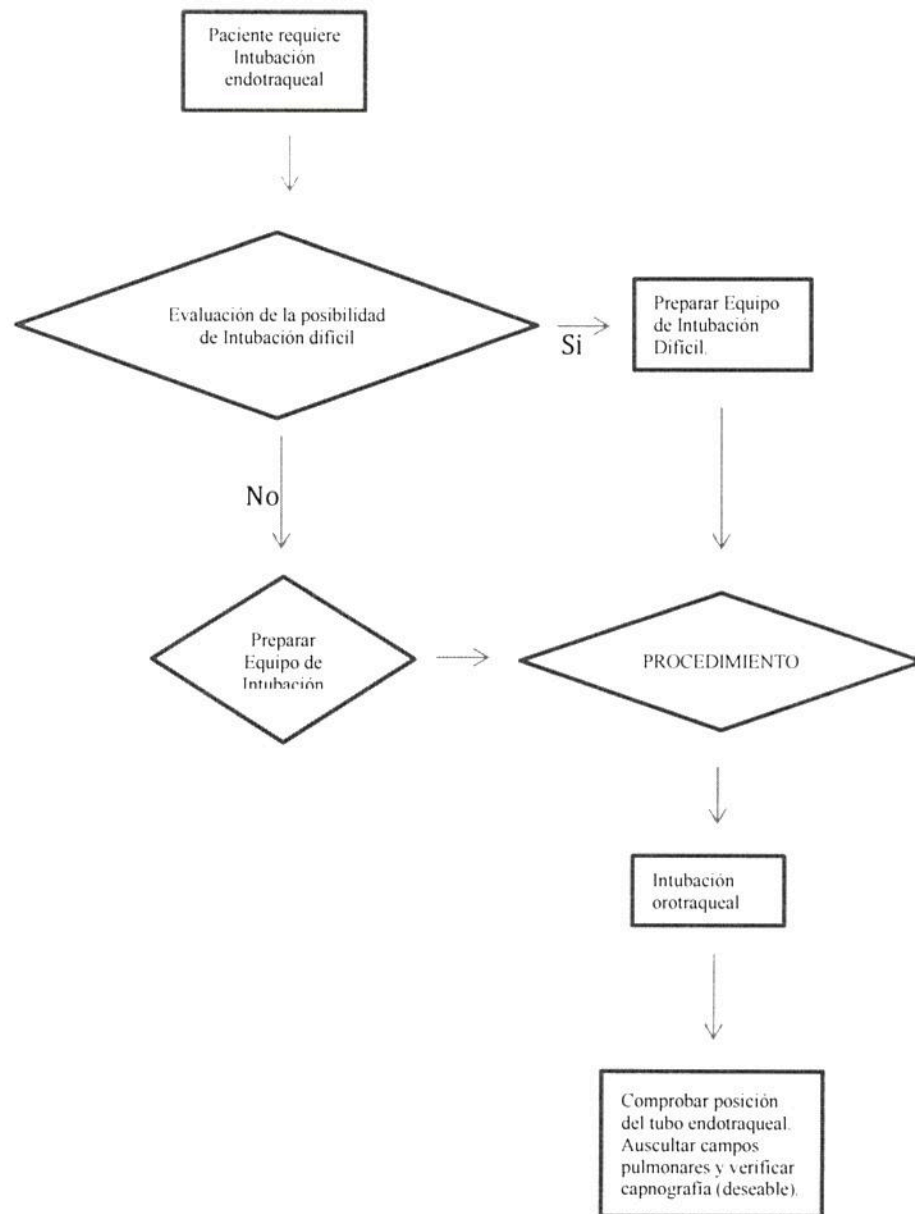 Paciente requiere
Intubación
endotraqueal
Evaluación de la posibilidad
de Intubación difícil
Si
Preparar Equipo
de Intubación
Difícil.
No
Preparar
Equipo de
Intubación
PROCEDIMIENTO
Intubación
orotraqueal
Comprobar posición
del tubo endotraqueal.
Auscultar campos
pulmonares y verificar
capnografía (deseable).